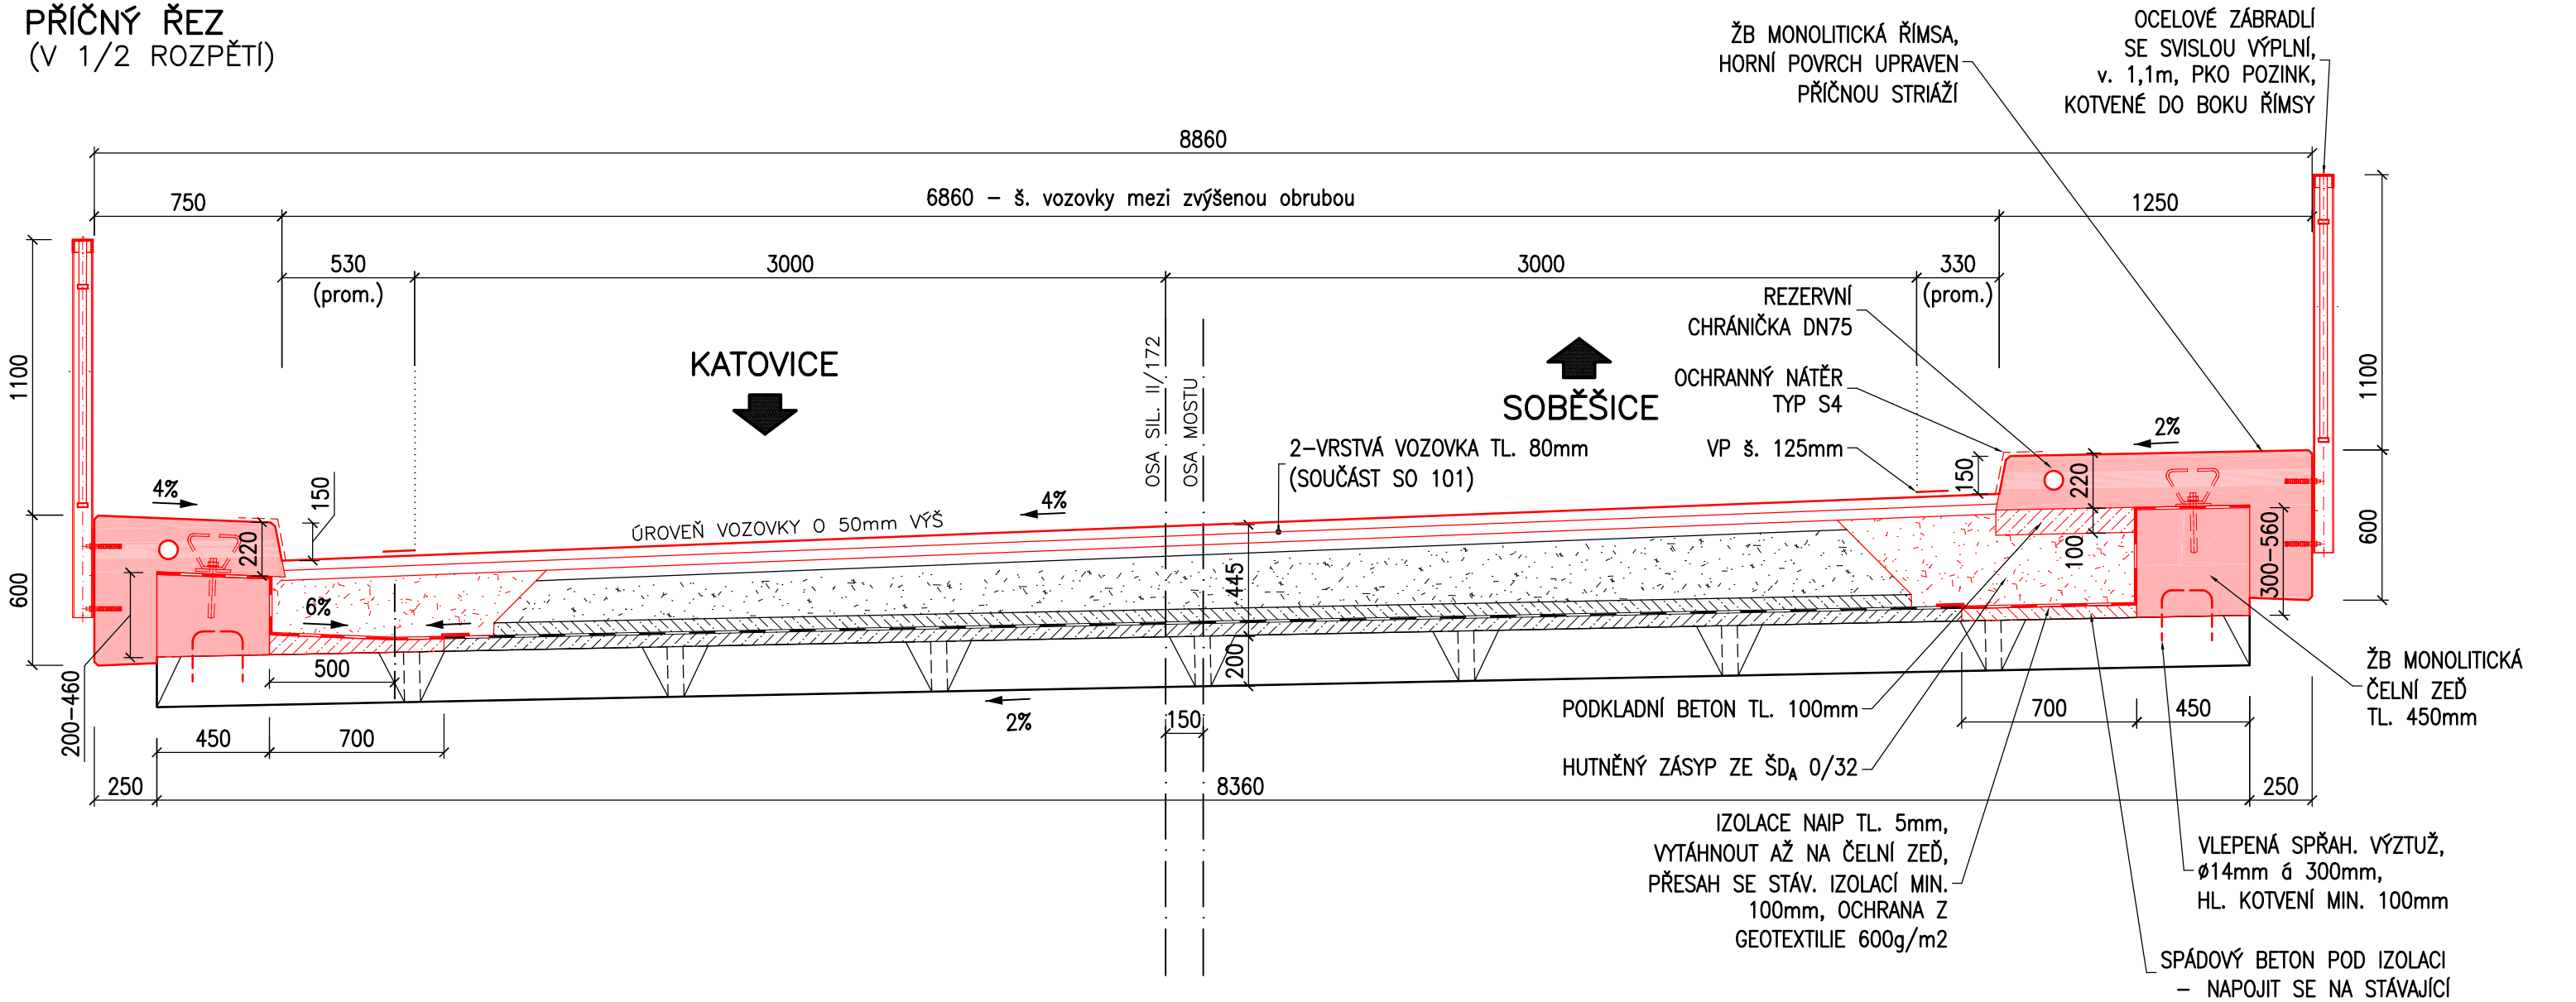 PŘÍČNÝ ŘEZ
(V 1/2 ROZPĚTÍ)
ŽB MONOLITICKÁ ŘÍMSA,
HORNÍ POVRCH UPRAVEN
PŘÍČNOU STRIÁŽÍ
OCELOVÉ ZÁBRADLÍ
SE SVISLOU VÝPLNÍ,
v. 1,1m, PKO POZINK,
KOTVENÉ DO BOKU ŘÍMSY
8860
750
6860 – š. vozovky mezi zvýšenou obrubou
1250
530
(prom.)
3000
3000
330
(prom.)
1100
600
1100
600
KATOVICE
SOBĚŠICE
OSA SIL. II/172
OSA MOSTU
REZERVNÍ
CHRÁNIČKA DN75
OCHRANNÝ NÁTĚR
TYP S4
VP š. 125mm
2–VRSTVÁ VOZOVKA TL. 80mm
(SOUČÁST SO 101)
ÚROVEŇ VOZOVKY O 50mm VÝŠ
4%
4%
2%
150
220
150
220
100
300–560
445
200
6%
500
200–460
2%
150
450
700
700
450
250
8360
250
PODKLADNÍ BETON TL. 100mm
HUTNĚNÝ ZÁSYP ZE ŠDA 0/32
IZOLACE NAIP TL. 5mm,
VYTÁHNOUT AŽ NA ČELNÍ ZEĎ,
PŘESAH SE STÁV. IZOLACÍ MIN.
100mm, OCHRANA Z
GEOTEXTILIE 600g/m2
ŽB MONOLITICKÁ
ČELNÍ ZEĎ
TL. 450mm
VLEPENÁ SPŘAH. VÝZTUŽ,
ø14mm á 300mm,
HL. KOTVENÍ MIN. 100mm
SPÁDOVÝ BETON POD IZOLACI
– NAPOJIT SE NA STÁVAJÍCÍ